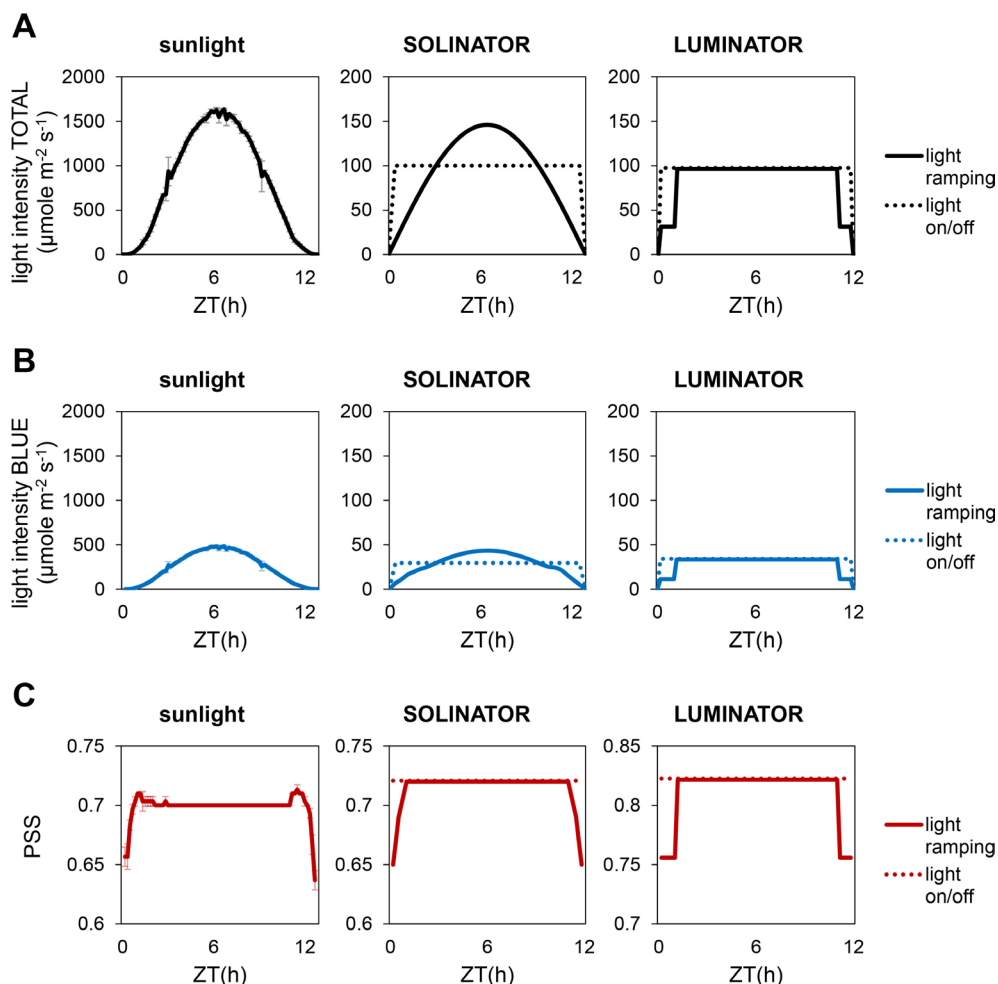 A
sunlight
SOLINATOR
LUMINATOR
light intensity TOTAL
(µmole m⁻² s⁻¹)
2000
1500
1000
500
0
0
6
12
ZT(h)
200
150
100
50
0
0
6
12
ZT(h)
200
150
100
50
0
0
6
12
ZT(h)
light
ramping
light
on/off
B
sunlight
SOLINATOR
LUMINATOR
light intensity BLUE
(µmole m⁻² s⁻¹)
2000
1500
1000
500
0
0
6
12
ZT(h)
200
150
100
50
0
0
6
12
ZT(h)
200
150
100
50
0
0
6
12
ZT(h)
light
ramping
light
on/off
C
sunlight
SOLINATOR
LUMINATOR
PSS
0.75
0.7
0.65
0.6
0
6
12
ZT(h)
0.75
0.7
0.65
0.6
0
6
12
ZT(h)
0.85
0.8
0.75
0.7
0
6
12
ZT(h)
light
ramping
light
on/off